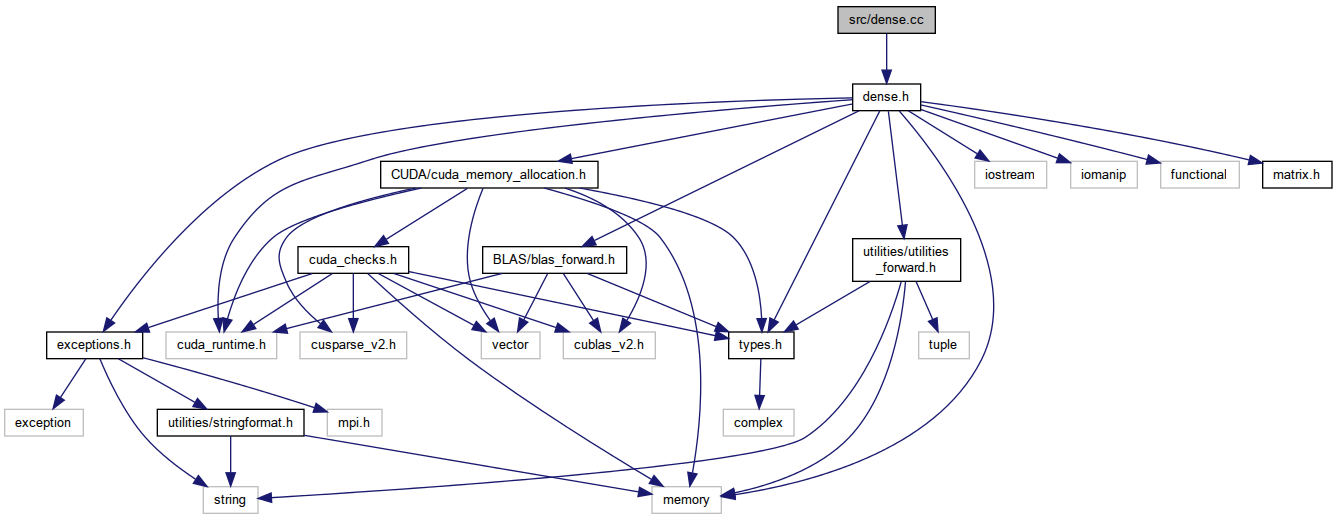 src/dense.cc
dense.h
CUDA/cuda_memory_allocation.h
iostream
iomanip
functional
matrix.h
cuda_checks.h
BLAS/blas_forward.h
utilities/utilities
_forward.h
exceptions.h
cuda_runtime.h
cusparse_v2.h
vector
cublas_v2.h
types.h
tuple
exception
utilities/stringformat.h
mpi.h
complex
string
memory